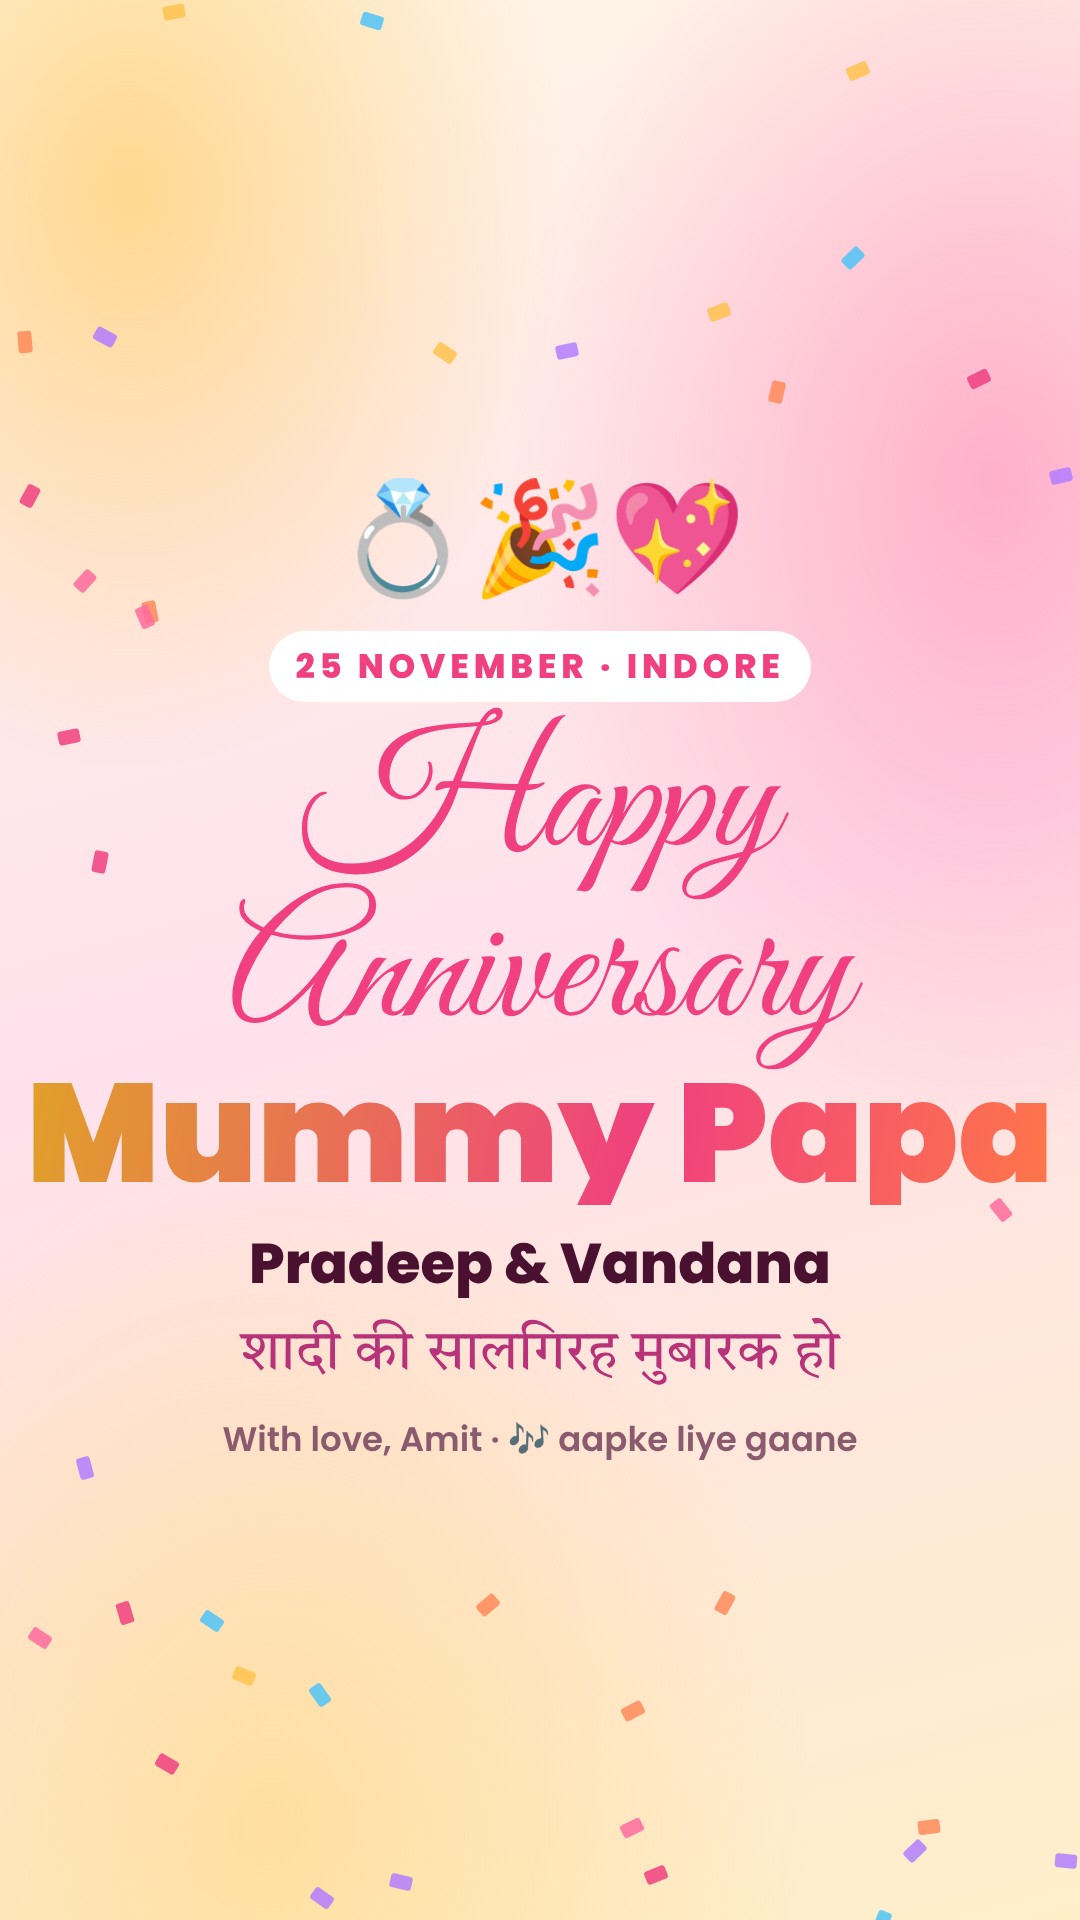 25 NOVEMBER · INDORE
Happy
Anniversary
Mummy Papa
Pradeep & Vandana
शादी की सालगिरह मुबारक हो
With love, Amit · 🎶 aapke liye gaane